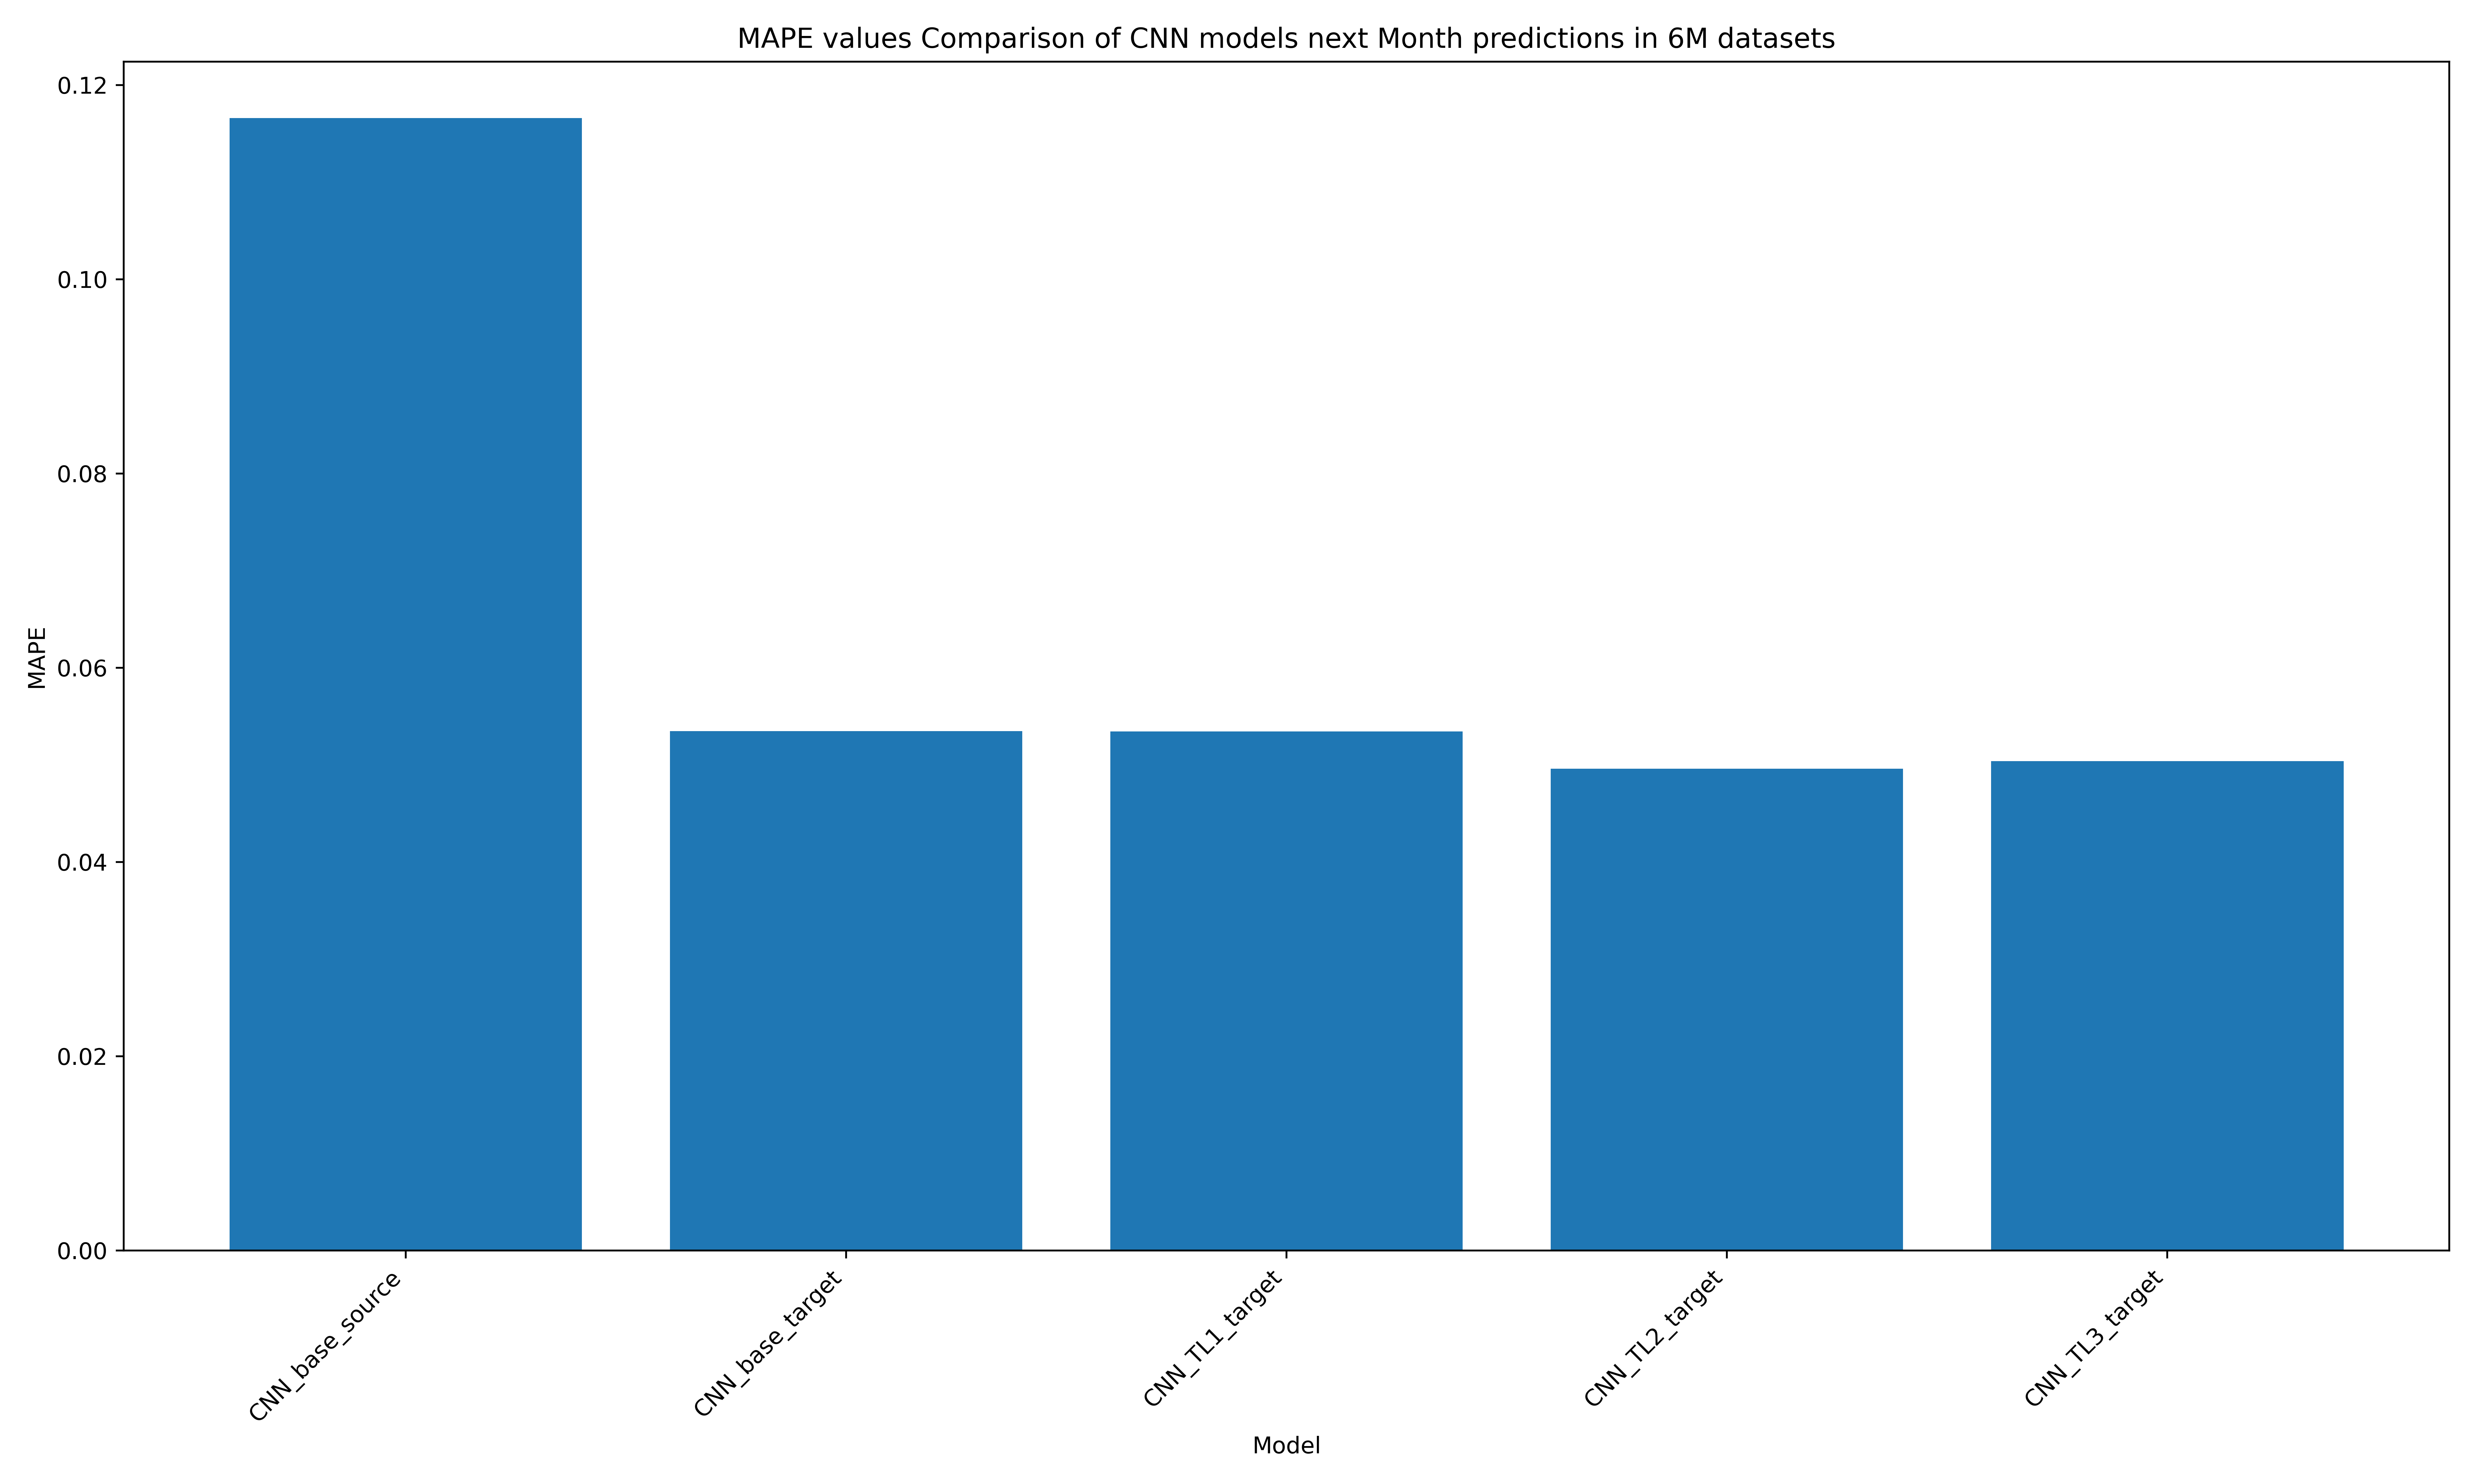 MAPE values Comparison of CNN models next Month predictions in 6M datasets
0.12
0.10
0.08
0.06
0.04
0.02
0.00
MAPE
CNN_base_source
CNN_base_target
CNN_TL1_target
CNN_TL2_target
CNN_TL3_target
Model